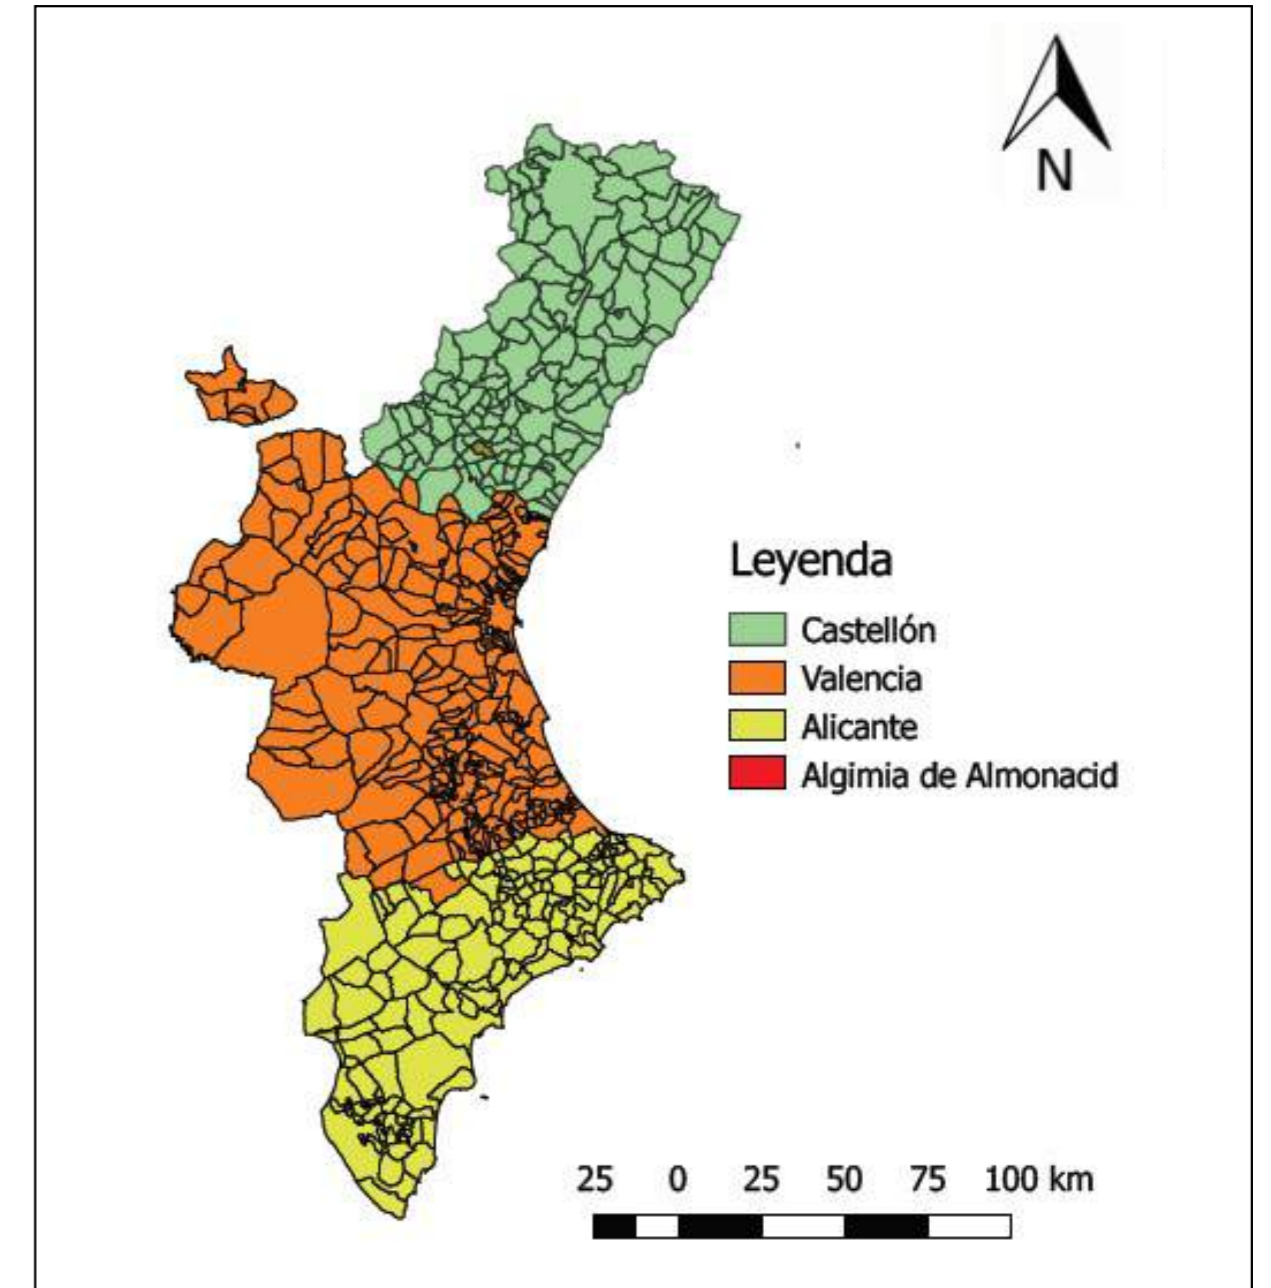 N
Leyenda
Castellón
Valencia
Alicante
Algimia de Almonacid
25 0 25 50 75 100 km